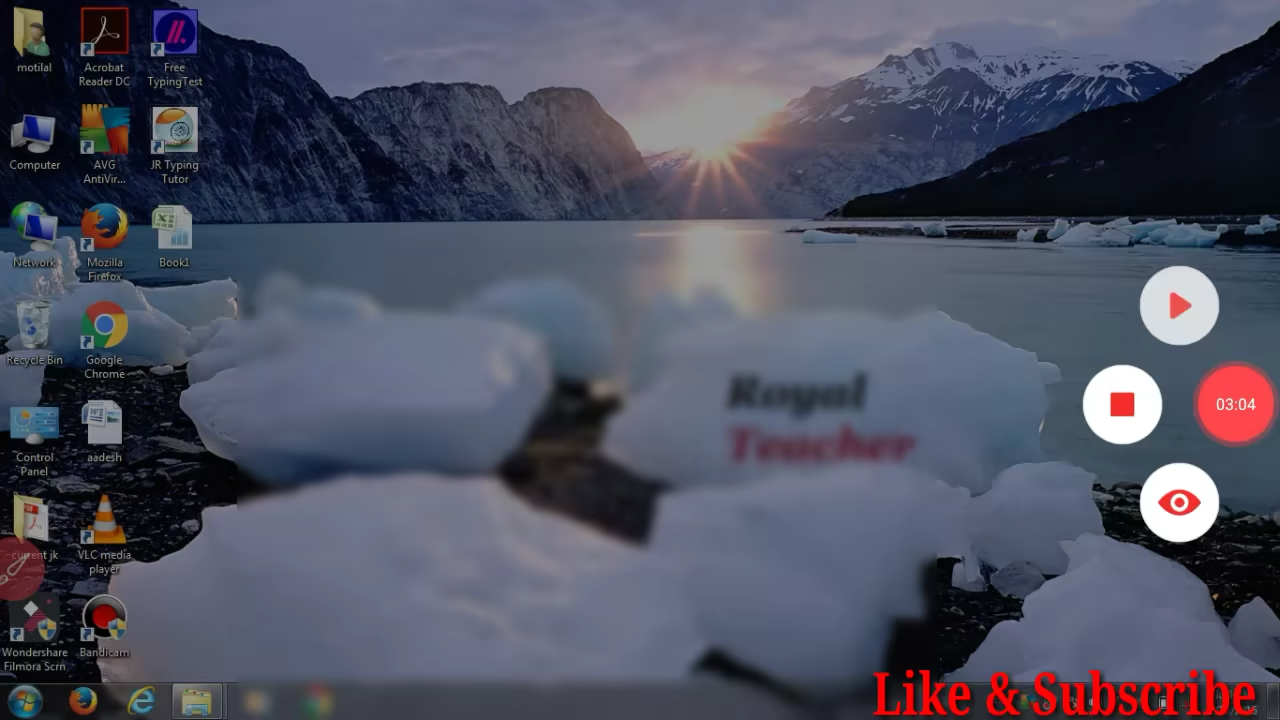 motilal
Acrobat
Reader DC
Free
TypingTest
Computer
AVG
AntiVir...
JR Typing
Tutor
Network
Mozilla
Firefox
Book1
Recycle Bin
Google
Chrome
Control
Panel
aadesh
current jk
VLC media
player
Wondershare
Filmora Scrn
Bandicam
Royal
Teacher
03:04
Like & Subscribe